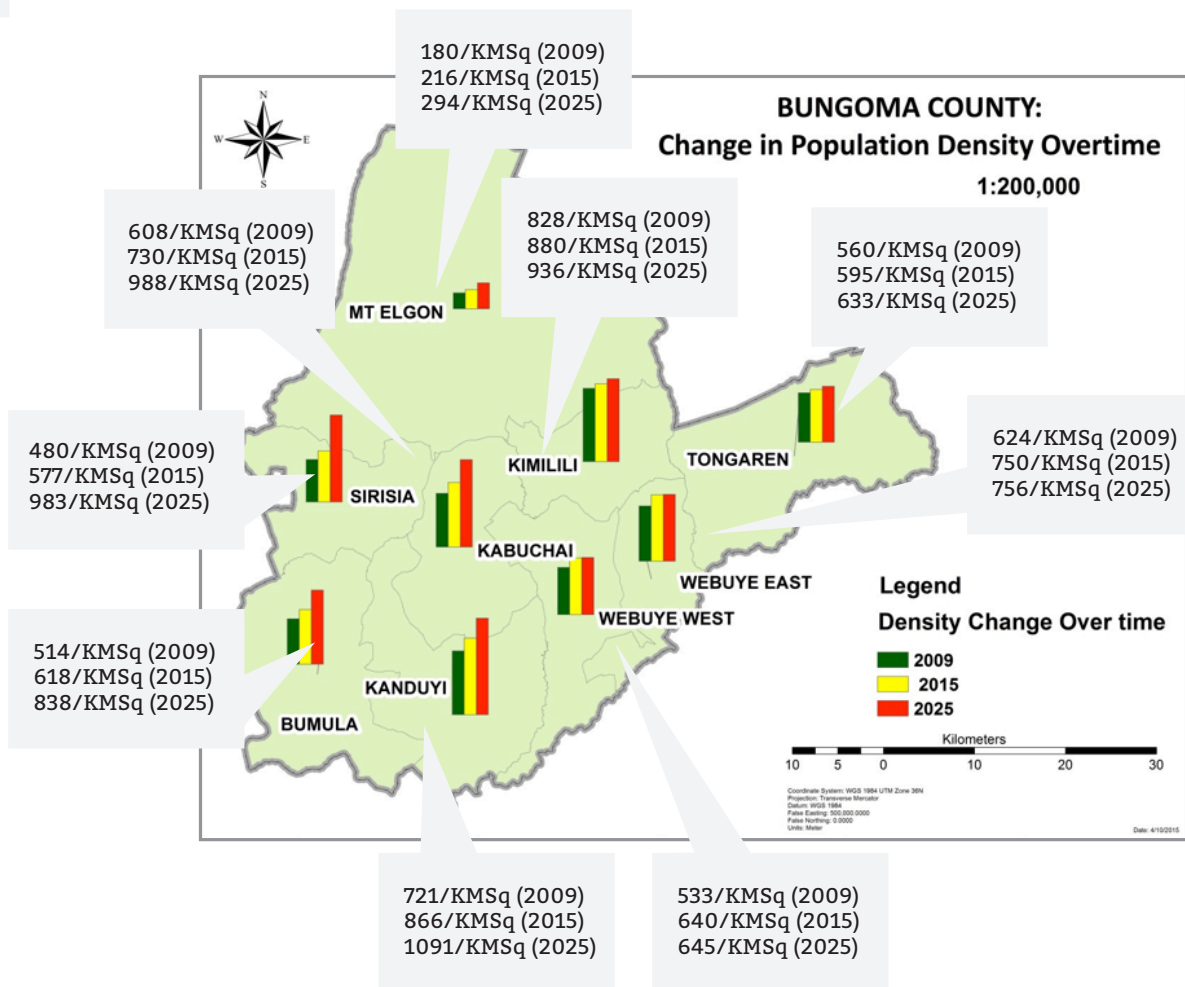 180/KMSq (2009)
216/KMSq (2015)
294/KMSq (2025)
BUNGOMA COUNTY:
Change in Population Density Overtime
1:200,000
N
W
E
S
608/KMSq (2009)
730/KMSq (2015)
988/KMSq (2025)
828/KMSq (2009)
880/KMSq (2015)
936/KMSq (2025)
560/KMSq (2009)
595/KMSq (2015)
633/KMSq (2025)
MT ELGON
480/KMSq (2009)
577/KMSq (2015)
983/KMSq (2025)
624/KMSq (2009)
750/KMSq (2015)
756/KMSq (2025)
KIMILILI
TONGAREN
SIRISIA
KABUCHAI
WEBUYE EAST
WEBUYE WEST
514/KMSq (2009)
618/KMSq (2015)
838/KMSq (2025)
KANDUYI
BUMULA
Legend
Density Change Over time
2009
2015
2025
Kilometers
10 5 0 10 20 30
Coordinate System: WGS 1984 UTM Zone 36N
Projection: Transverse Mercator
Datum: WGS 1984
False Easting: 500,000.0000
False Northing: 0.0000
Units: Meter
Date: 4/10/2015
721/KMSq (2009)
866/KMSq (2015)
1091/KMSq (2025)
533/KMSq (2009)
640/KMSq (2015)
645/KMSq (2025)